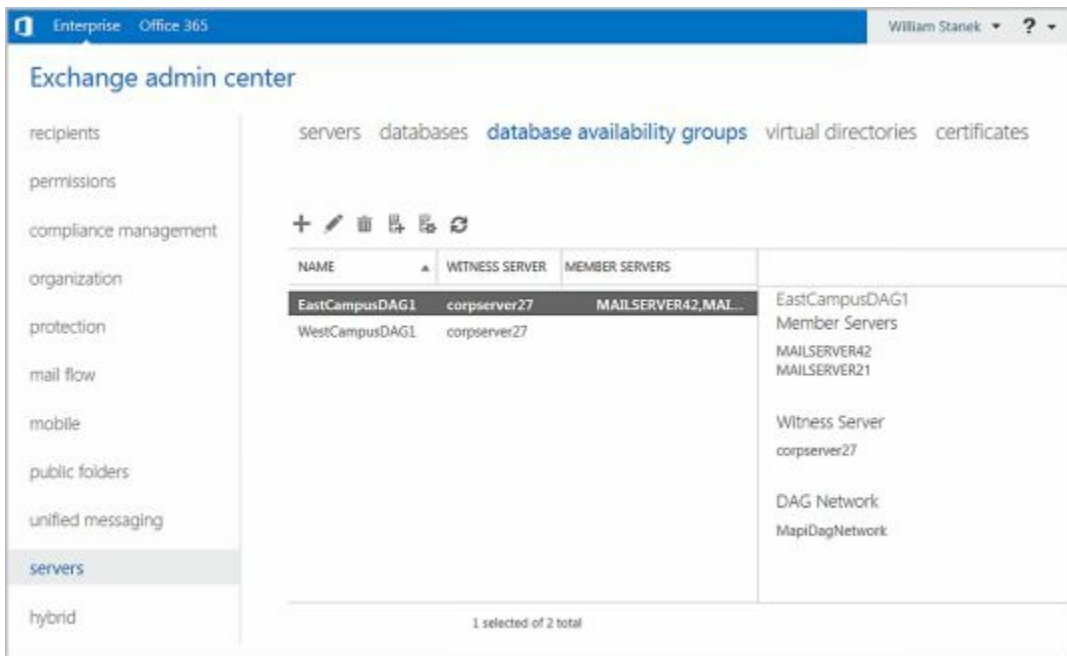 Enterprise Office 365
William Stanek ?
Exchange admin center
recipients
permissions
compliance management
organization
protection
mail flow
mobile
public folders
unified messaging
servers
hybrid
servers databases database availability groups virtual directories certificates
NAME WITNESS SERVER MEMBER SERVERS
EastCampusDAG1 corpserver27 MAILSERVER42,MAI...
WestCampusDAG1 corpserver27
EastCampusDAG1
Member Servers
MAILSERVER42
MAILSERVER21
Witness Server
corpserver27
DAG Network
MapiDagNetwork
1 selected of 2 total